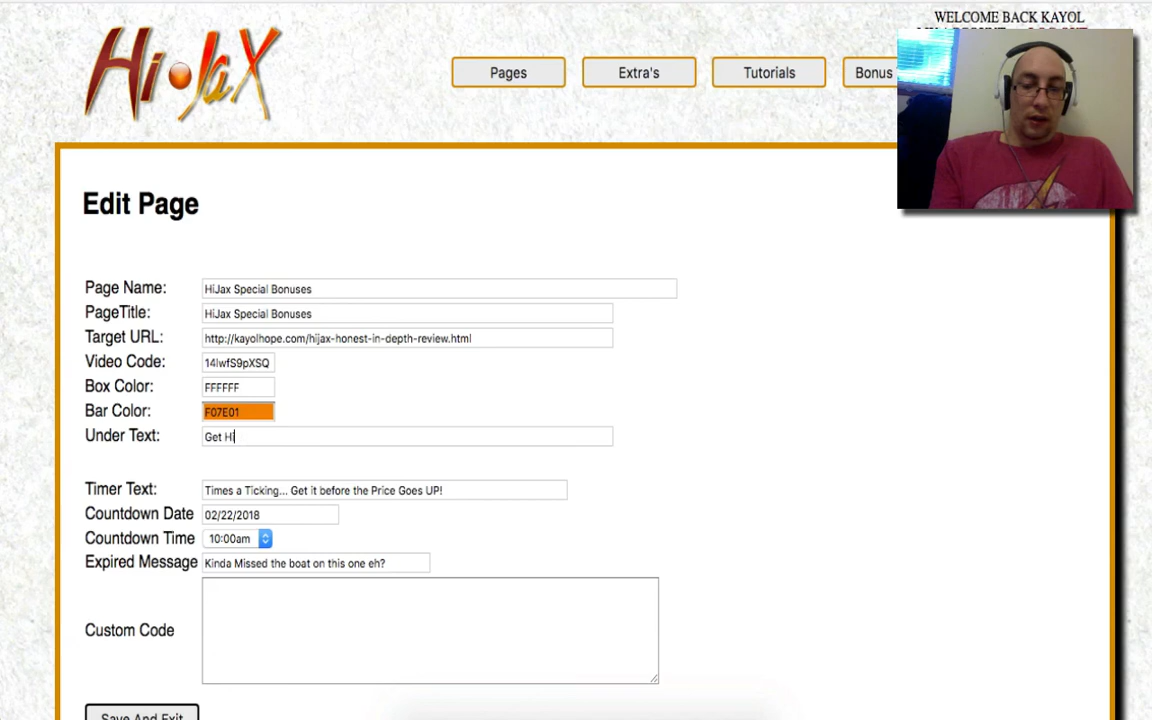 WELCOME BACK KAYOL
Hi JaX
Pages
Extra's
Tutorials
Bonus
Edit Page
Page Name: HiJax Special Bonuses
PageTitle: HiJax Special Bonuses
Target URL: http://kayolhope.com/hijax-honest-in-depth-review.html
Video Code: 14lwfS9pXSQ
Box Color: FFFFFF
Bar Color: F07E01
Under Text: Get Hi
Timer Text: Times a Ticking... Get it before the Price Goes UP!
Countdown Date 02/22/2018
Countdown Time 10:00am
Expired Message Kinda Missed the boat on this one eh?
Custom Code
Save And Exit